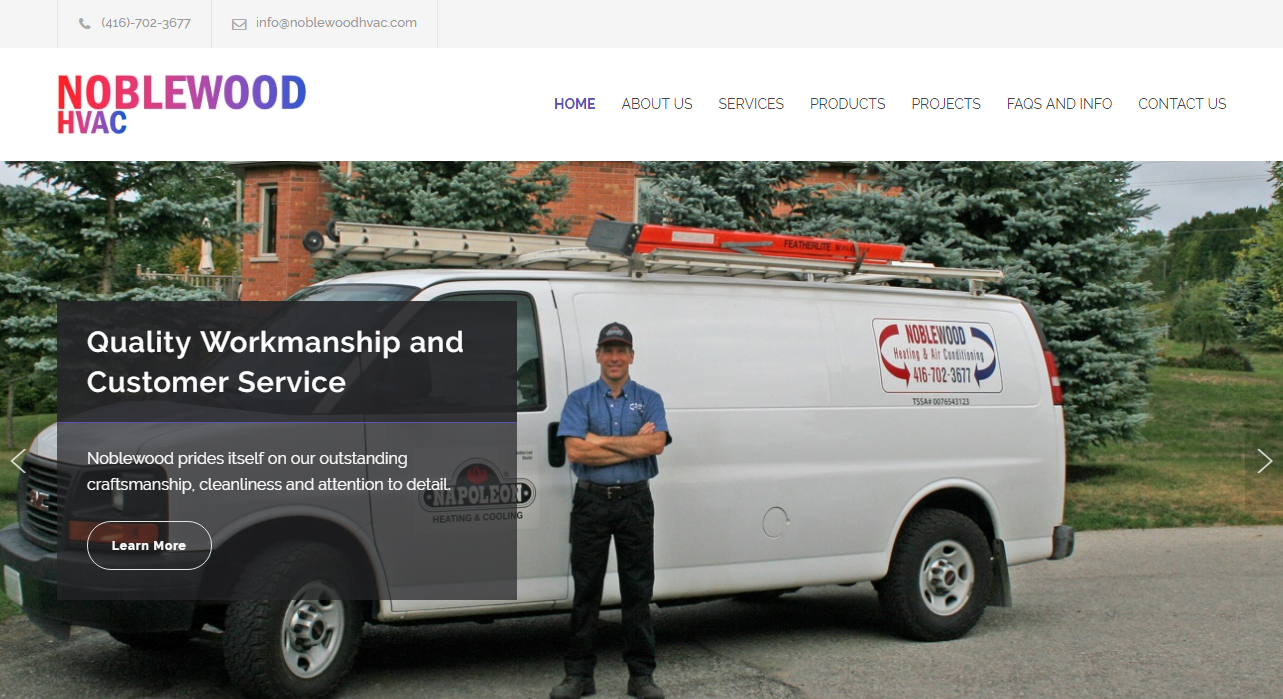 (416)-702-3677
info@noblewoodhvac.com
NOBLEWOOD
HVAC
HOME
ABOUT US
SERVICES
PRODUCTS
PROJECTS
FAQS AND INFO
CONTACT US
FEATHERLITE
NOBLEWOOD
Heating & Air Conditioning
416-702-3677
TSSA# 0076543123
Quality Workmanship and
Customer Service
Noblewood prides itself on our outstanding
craftsmanship, cleanliness and attention to detail.
NAPOLEON
HEATING & COOLING
Learn More